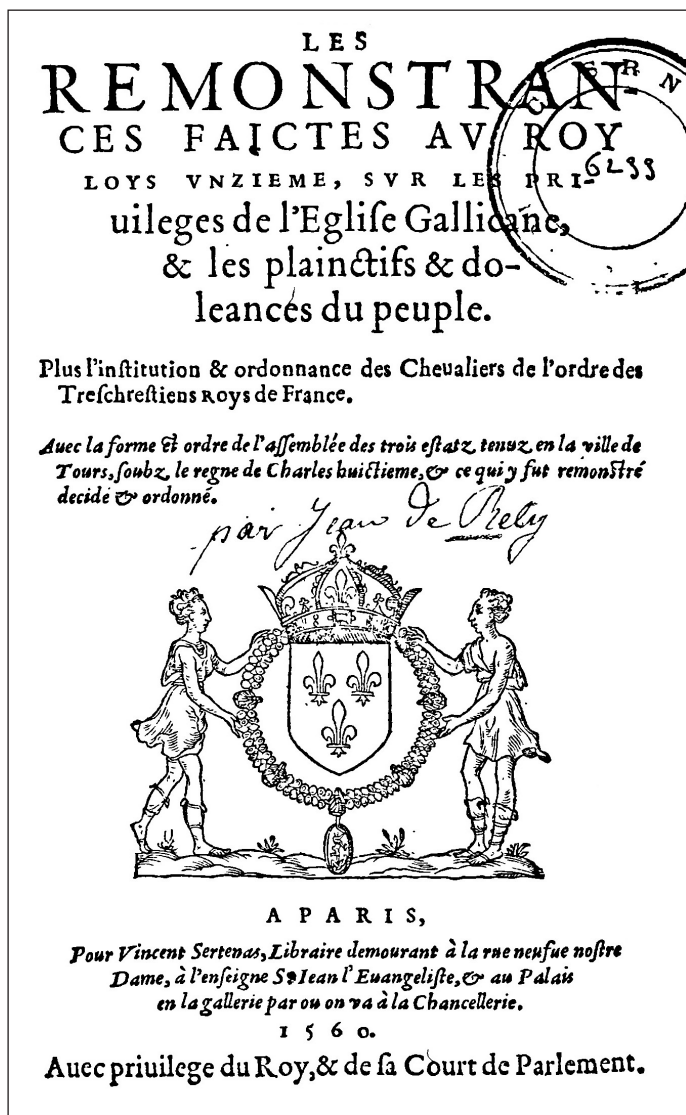 LES
REMONSTRAN
CES FAICTES AV ROY
LOYS VNZIEME, SVR LES PRI-
uileges de l'Egliſe Gallicane,
& les plainctifs & do-
leances du peuple.
Plus l'inſtitution & ordonnance des Cheualiers de l'ordre des
Treſchreſtiens Roys de France.
Auec la forme & ordre de l'aſſemblée des trois eſtatz tenuz en la ville de
Tours, ſoubz le regne de Charles huictieme, & ce qui y fut remonſtré
decidé & ordonné.
par Jean de Rely
A PARIS,
Pour Vincent Sertenas, Libraire demourant à la rue neufue noſtre
Dame, à l'enſeigne S. Iean l'Euangeliſte, & au Palais
en la gallerie par ou on va à la Chancellerie.
1560.
Auec priuilege du Roy, & de ſa Court de Parlement.
C S R N
6299